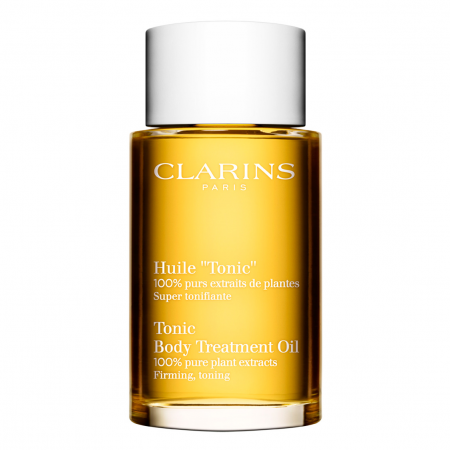 CLARINS
PARIS
Huile "Tonic"
100% purs extraits de plantes
Super tonifiante
Tonic
Body Treatment Oil
100% pure plant extracts
Firming, toning